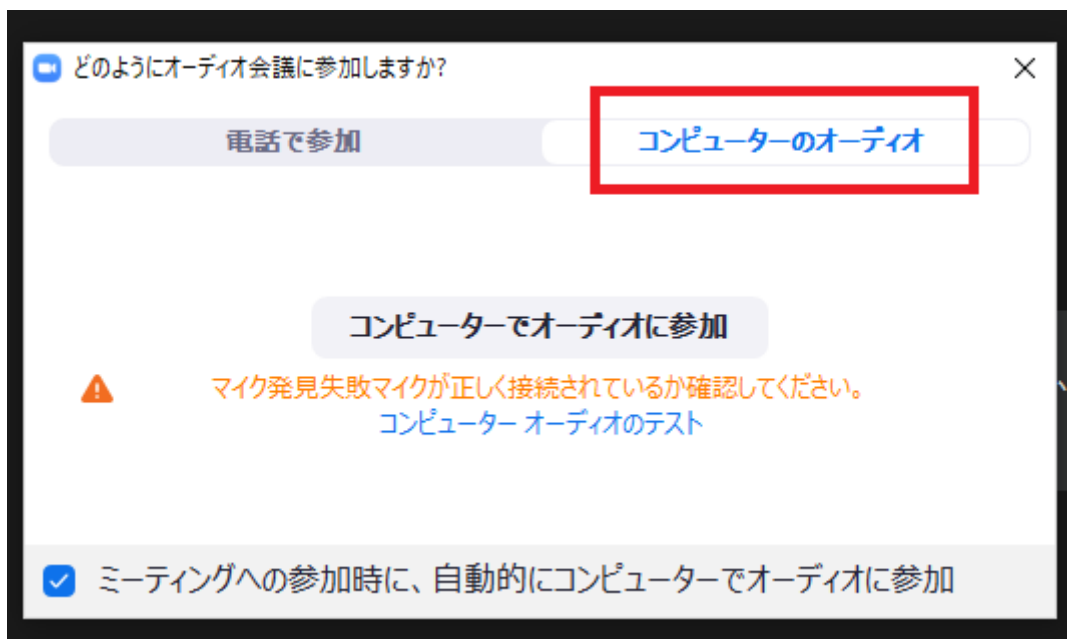 どのようにオーディオ会議に参加しますか?
電話で参加
コンピューターのオーディオ
コンピューターでオーディオに参加
マイク発見失敗マイクが正しく接続されているか確認してください。
コンピューター オーディオのテスト
ミーティングへの参加時に、自動的にコンピューターでオーディオに参加